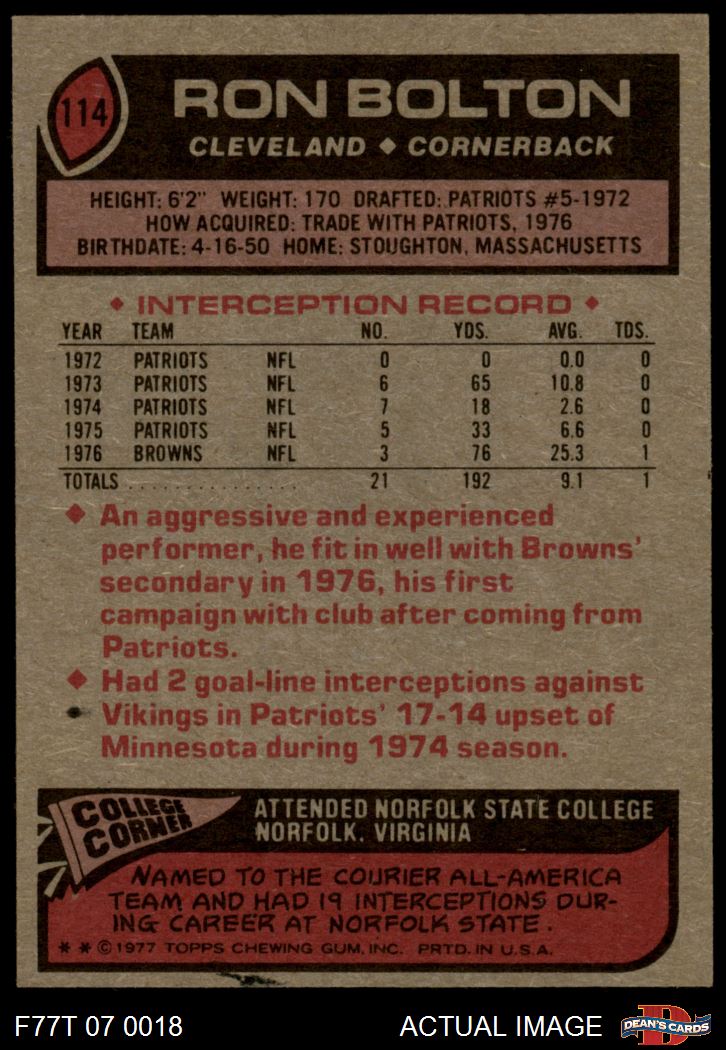 114
RON BOLTON
CLEVELAND ♦ CORNERBACK
HEIGHT: 6'2" WEIGHT: 170 DRAFTED: PATRIOTS #5-1972
HOW ACQUIRED: TRADE WITH PATRIOTS, 1976
BIRTHDATE: 4-16-50 HOME: STOUGHTON, MASSACHUSETTS
♦ INTERCEPTION RECORD ♦
YEAR TEAM NO. YDS. AVG. TDS.
1972 PATRIOTS NFL 0 0 0.0 0
1973 PATRIOTS NFL 6 65 10.8 0
1974 PATRIOTS NFL 7 18 2.6 0
1975 PATRIOTS NFL 5 33 6.6 0
1976 BROWNS NFL 3 76 25.3 1
TOTALS . . . . . . . . . . . . . . . . 21 192 9.1 1
♦ An aggressive and experienced
performer, he fit in well with Browns'
secondary in 1976, his first
campaign with club after coming from
Patriots.
♦ Had 2 goal-line interceptions against
Vikings in Patriots' 17-14 upset of
Minnesota during 1974 season.
COLLEGE
CORNER
ATTENDED NORFOLK STATE COLLEGE
NORFOLK, VIRGINIA
NAMED TO THE COURIER ALL-AMERICA
TEAM AND HAD 19 INTERCEPTIONS DUR-
ING CAREER AT NORFOLK STATE.
* * © 1977 TOPPS CHEWING GUM, INC. PRTD. IN U.S.A.
F77T 07 0018
ACTUAL IMAGE
D
DEAN'S CARDS